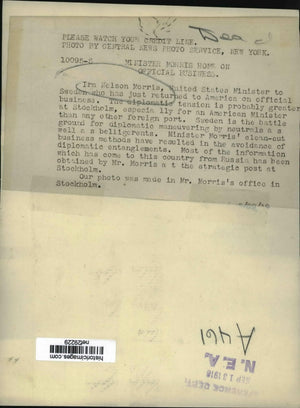 Dead
PLEASE WATCH YOUR CREDIT LINE.
PHOTO BY CENTRAL NEWS PHOTO SERVICE, NEW YORK.
10095-S MINISTER MORRIS HOME ON
OFFICIAL BUSINESS.
Ira Nelson Morris, United States Minister to
Sweden who has just returned to America on official
business. The diplomatic tension is probably greater
at Stockholm, especially for an American Minister
than any other foreign port. Sweden is the battle
ground for diplomatic maneuvering by neutrals a s
well a s belligerents. Minister Morris' clean-cut
business methods have resulted in the avoidance of
diplomatic entanglements. Most of the information
which has come to this country from Russia has been
obtained by Mr. Morris a t the strategic post at
Stockholm.
Our photo was made in Mr. Morris's office in
Stockholm.
A461
N.E.A.
SEP 13 1918
REFERENCE DEPT.
historicimages.com
nef29229